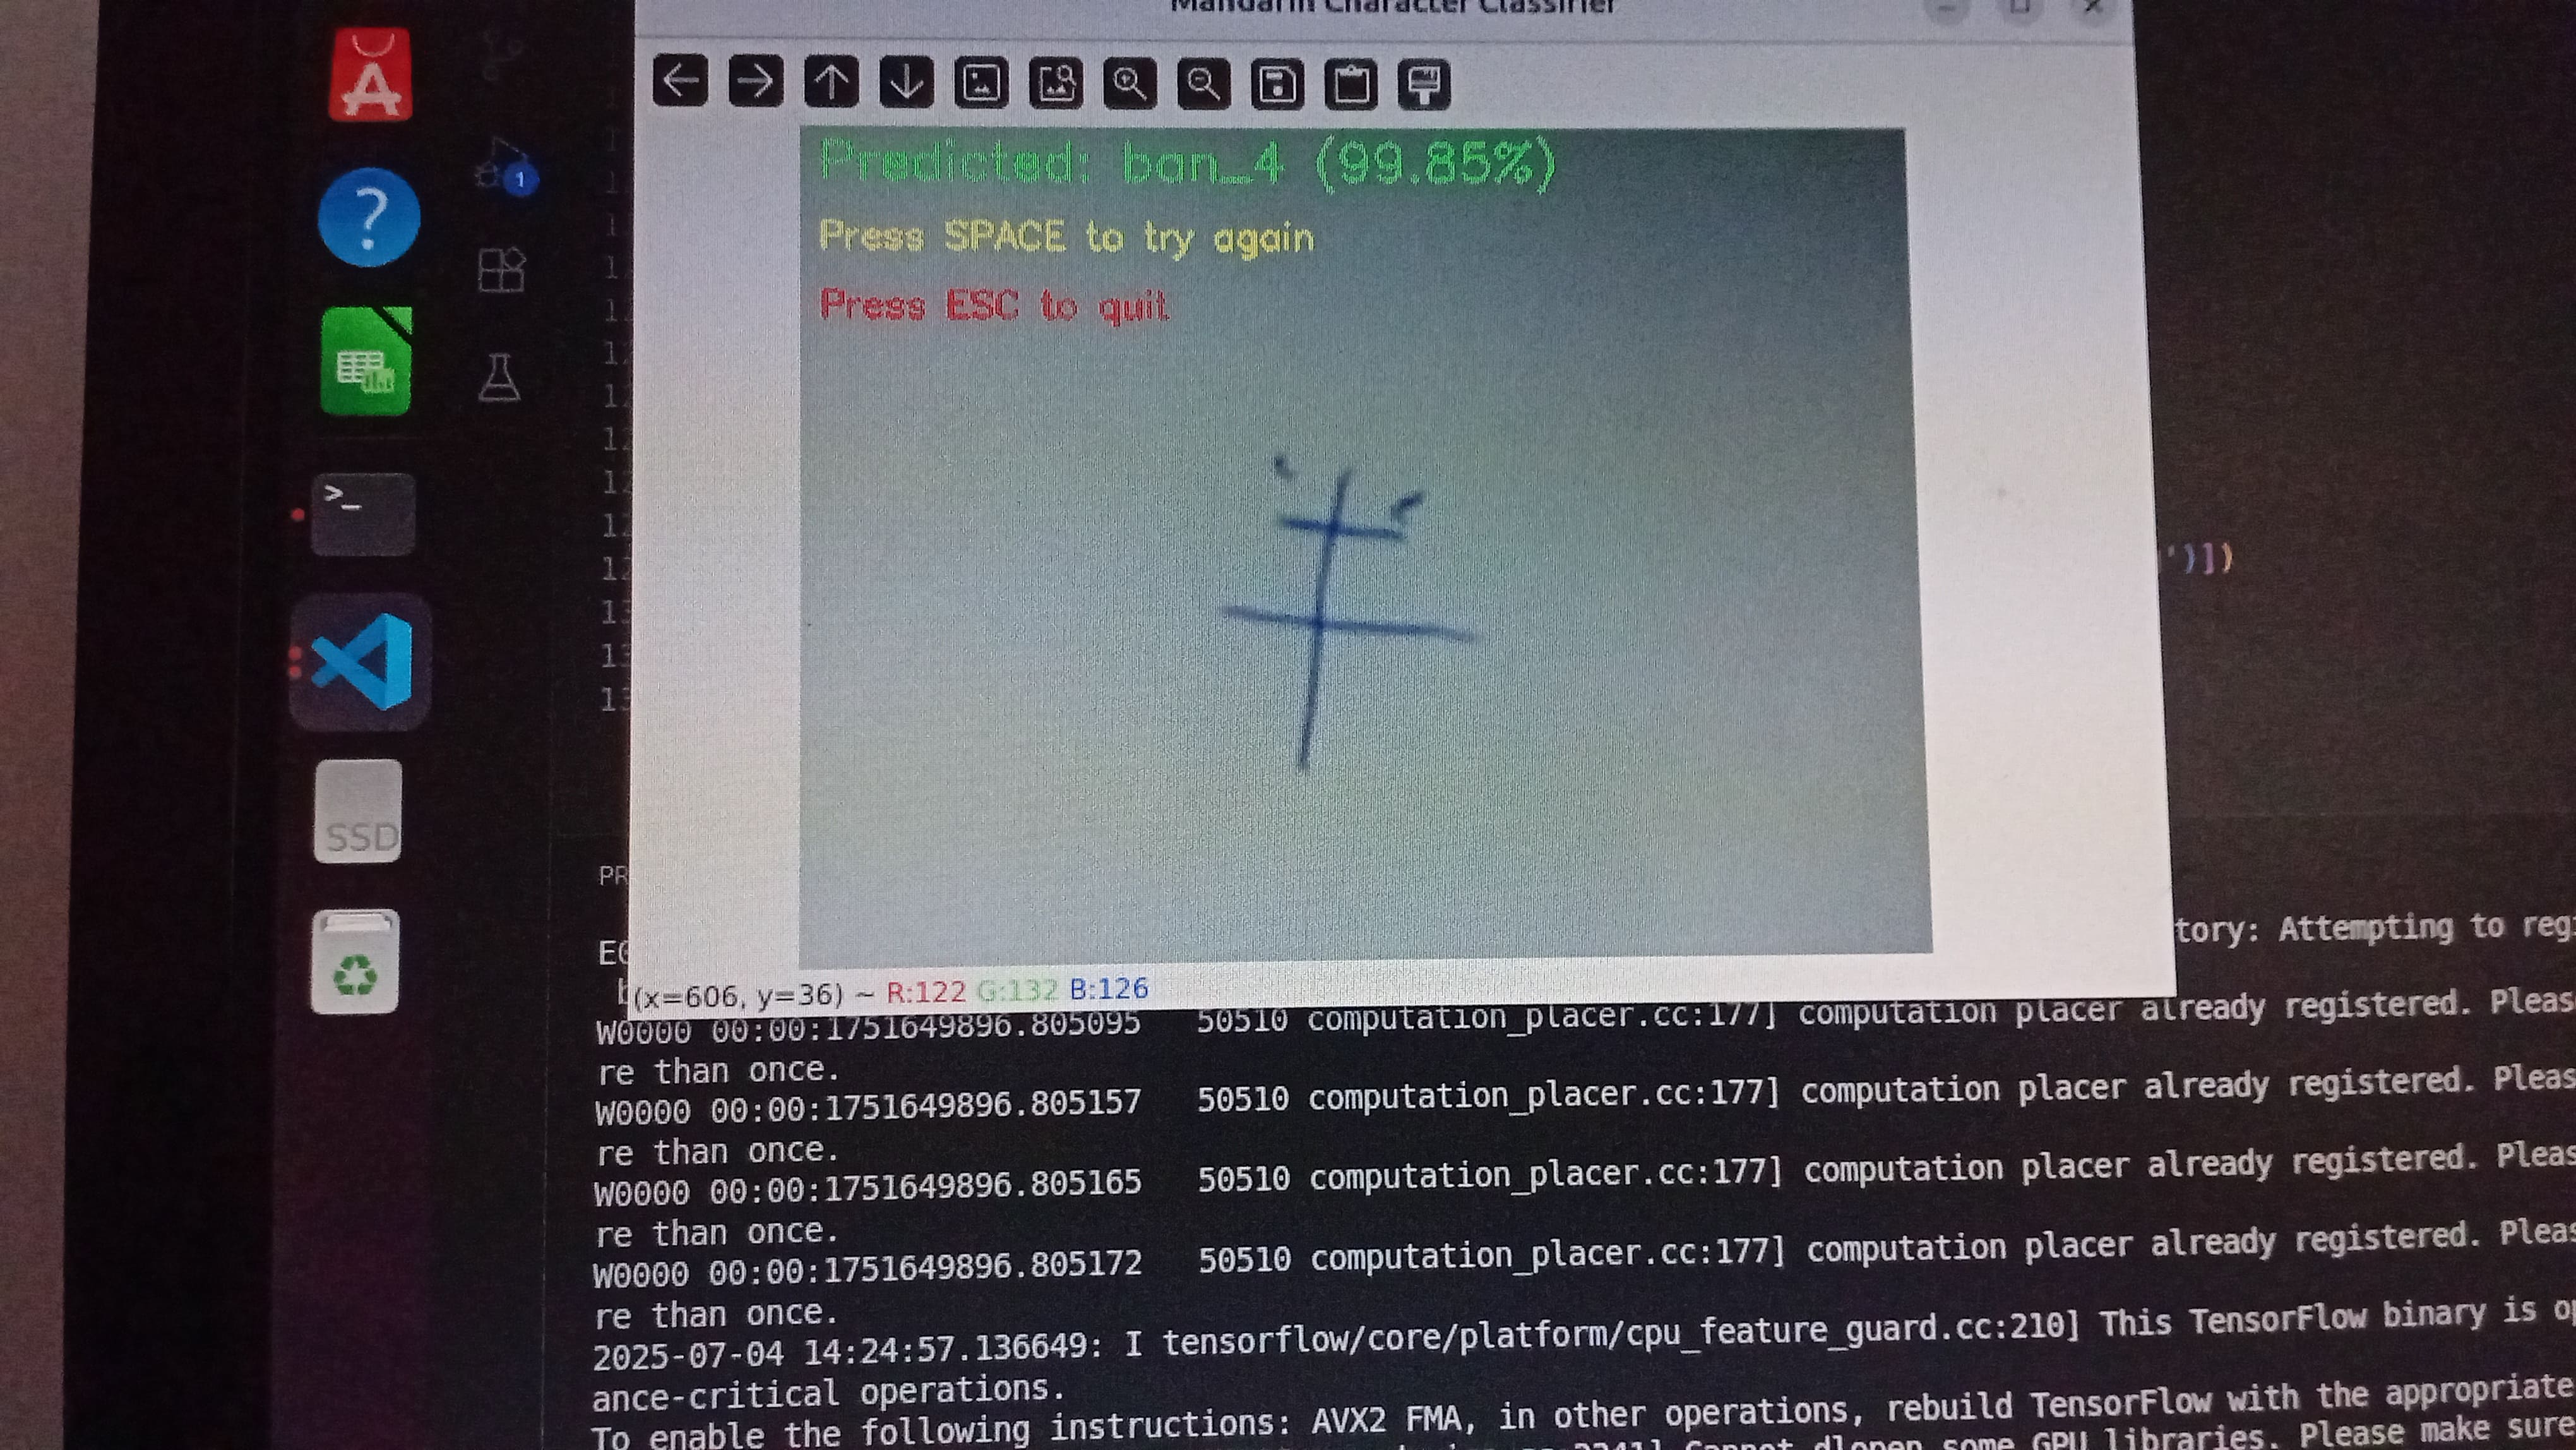 Mandarin Character Classifier
Predicted: ban_4 (99.85%)
Press SPACE to try again
Press ESC to quit
半
1
')])
SSD
PR
(x=606, y=36) ~ R:122 G:132 B:126
tory: Attempting to reg
W0000 00:00:1751649896.805095 50510 computation_placer.cc:177] computation placer already registered. Pleas
re than once.
W0000 00:00:1751649896.805157 50510 computation_placer.cc:177] computation placer already registered. Pleas
re than once.
W0000 00:00:1751649896.805165 50510 computation_placer.cc:177] computation placer already registered. Pleas
re than once.
W0000 00:00:1751649896.805172 50510 computation_placer.cc:177] computation placer already registered. Pleas
re than once.
2025-07-04 14:24:57.136649: I tensorflow/core/platform/cpu_feature_guard.cc:210] This TensorFlow binary is op
ance-critical operations.
To enable the following instructions: AVX2 FMA, in other operations, rebuild TensorFlow with the appropriate
Cannot dlopen some GPU libraries. Please make sure